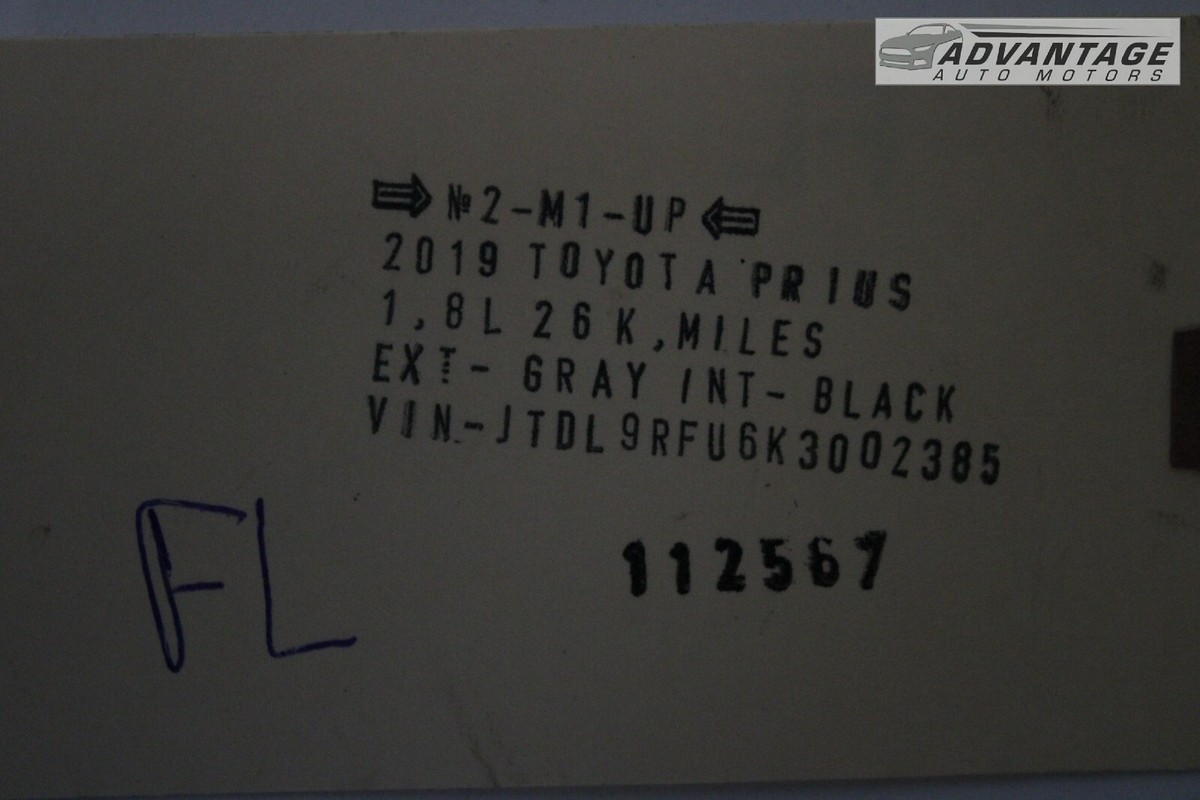 ADVANTAGE
AUTO MOTORS
⇒ №2-M1-UP ⇐
2019 TOYOTA PRIUS
1,8L 26K,MILES
EXT- GRAY INT- BLACK
VIN-JTDL9RFU6K3002385
112567
FL